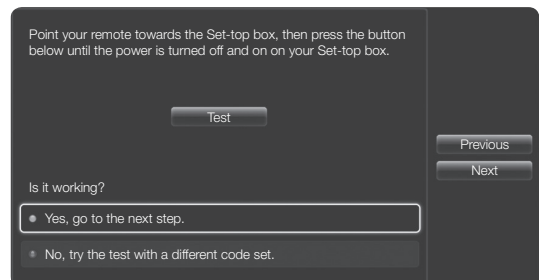 Point your remote towards the Set-top box, then press the button
below until the power is turned off and on on your Set-top box.
Test
Previous
Next
Is it working?
Yes, go to the next step.
No, try the test with a different code set.